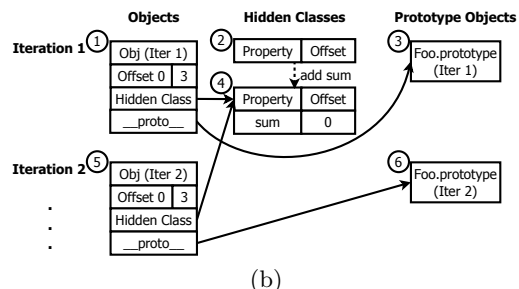 Objects Hidden Classes Prototype Objects
Iteration 1
1
Obj (Iter 1)
Offset 0 3
Hidden Class
__proto__
2
Property Offset
add sum
4
Property Offset
sum 0
3
Foo.prototype
(Iter 1)
Iteration 2
5
Obj (Iter 2)
Offset 0 3
Hidden Class
__proto__
6
Foo.prototype
(Iter 2)
.
.
.
(b)